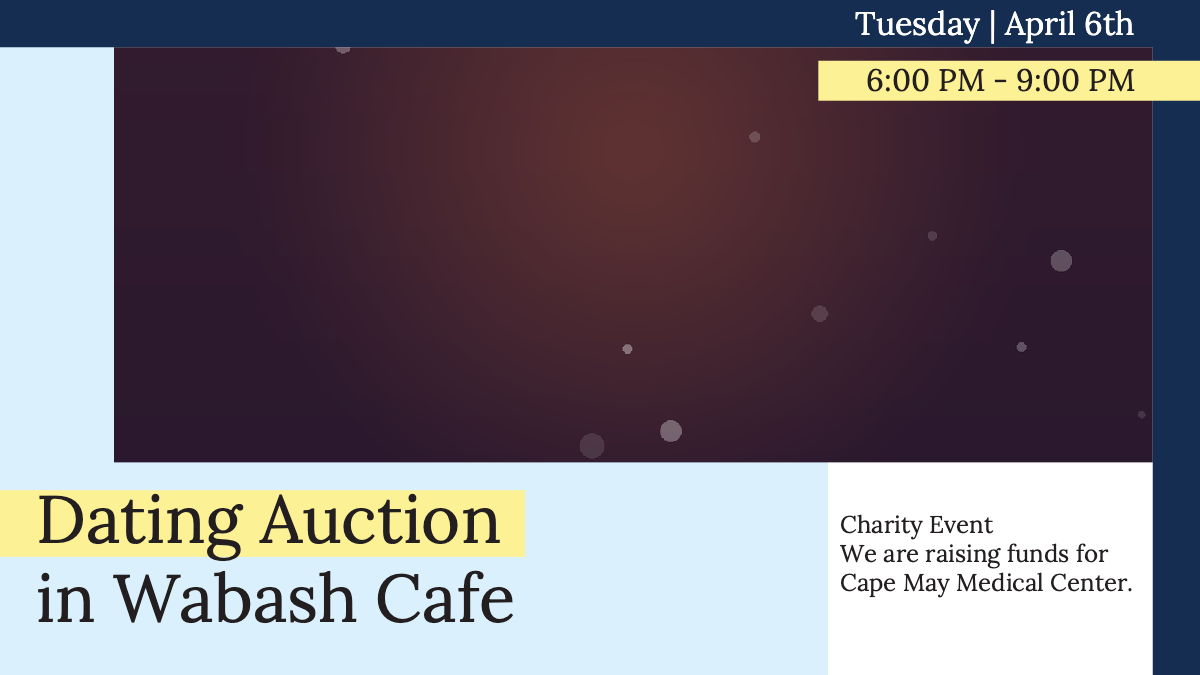 Tuesday | April 6th
6:00 PM - 9:00 PM
Dating Auction
in Wabash Cafe
Charity Event
We are raising funds for
Cape May Medical Center.